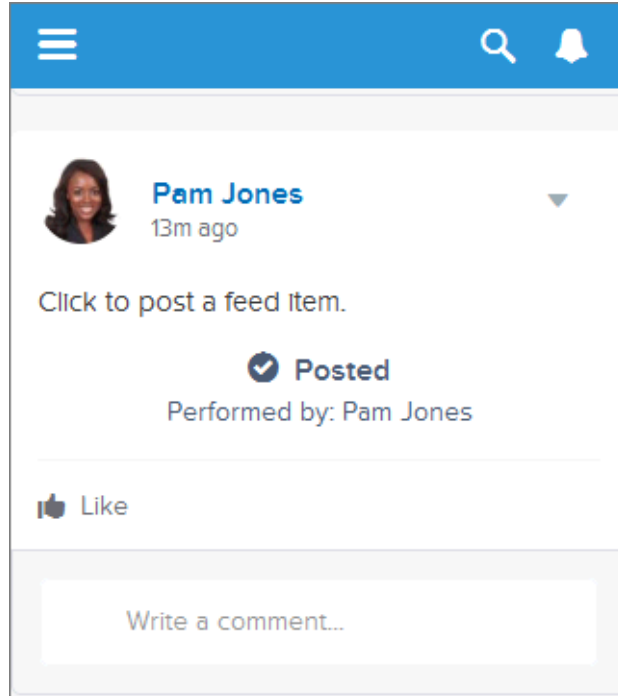 Pam Jones
13m ago
Click to post a feed item.
Posted
Performed by: Pam Jones
Like
Write a comment...